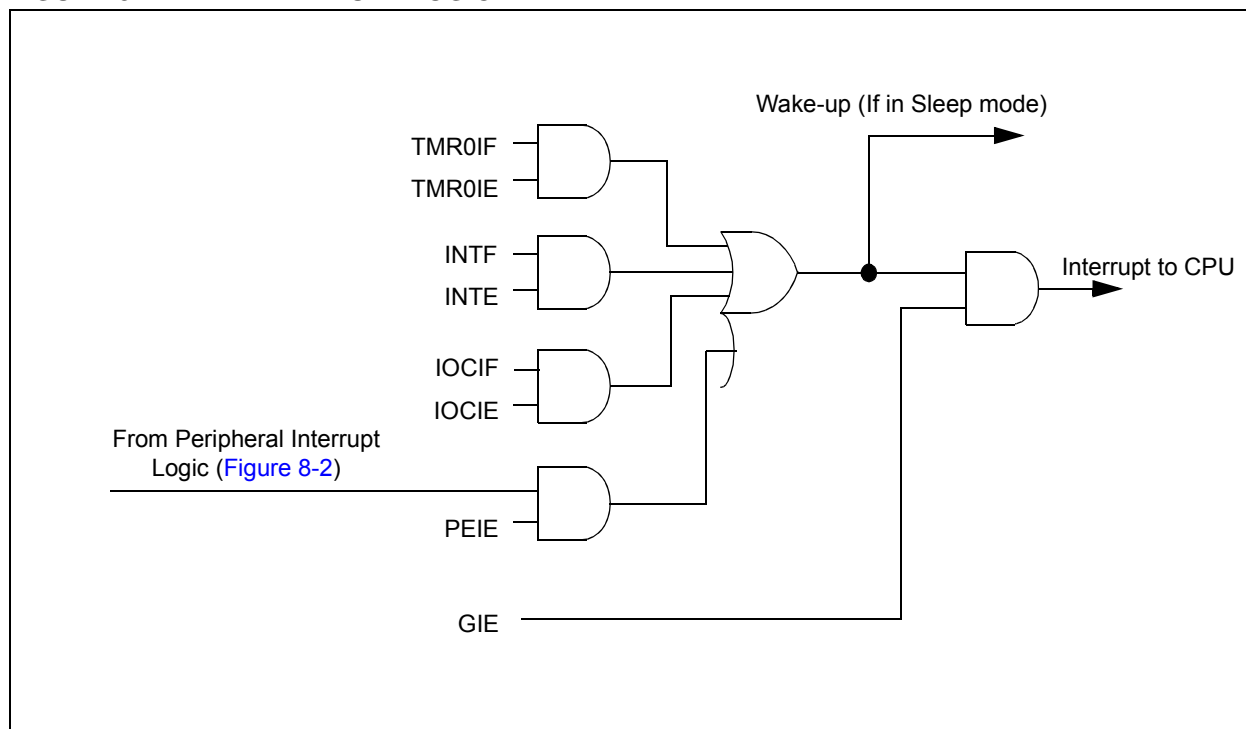 Wake-up (If in Sleep mode)
TMR0IF
TMR0IE
INTF
INTE
Interrupt to CPU
IOCIF
IOCIE
From Peripheral Interrupt
Logic (Figure 8-2)
PEIE
GIE